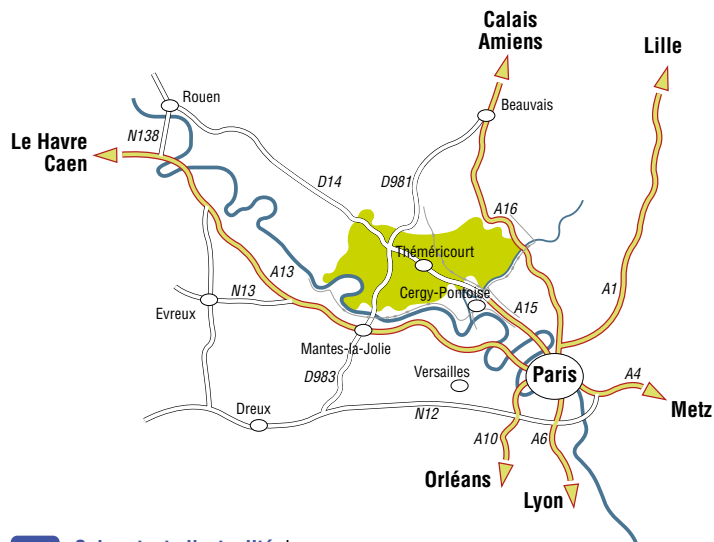 Calais
Amiens
Lille
Rouen
Beauvais
N138
Le Havre
Caen
D14
D981
A16
Théméricourt
A13
N13
Cergy-Pontoise
A15
A1
Evreux
Mantes-la-Jolie
Versailles
Paris
A4
D983
Metz
Dreux
N12
A10
A6
Orléans
Lyon